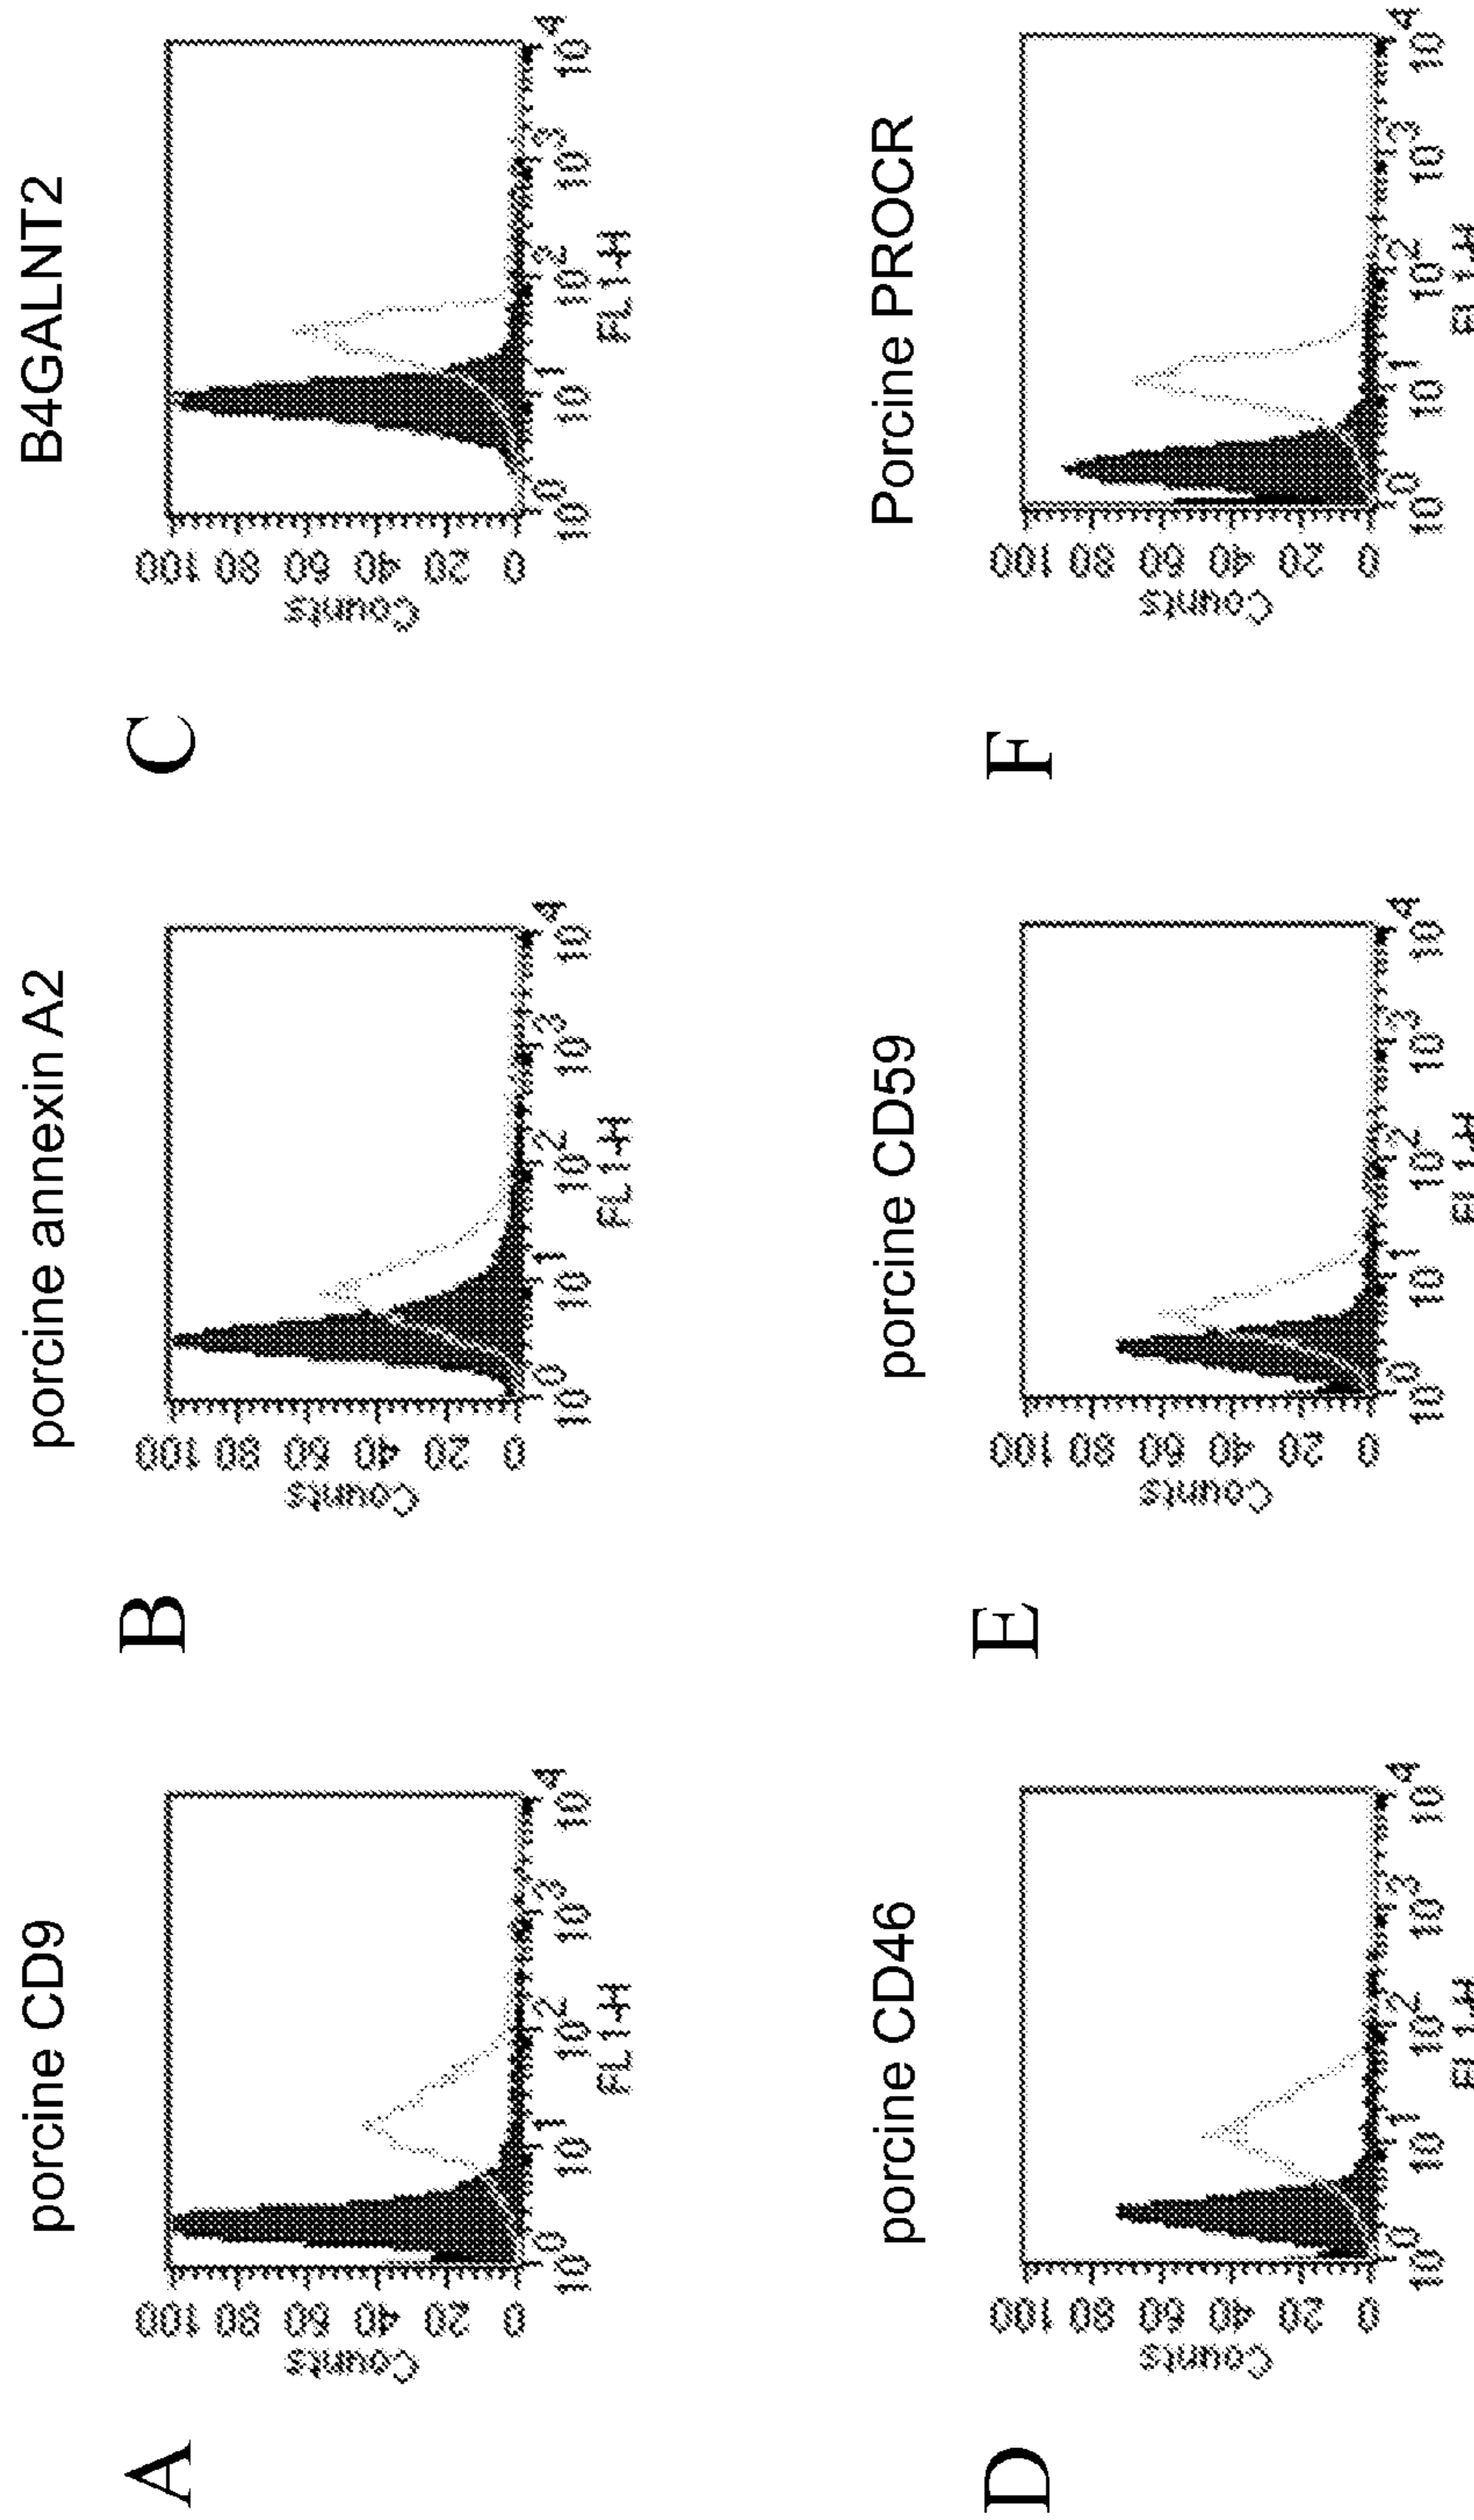 A
porcine CD9
Counts
100 80 60 40 20 0
10^0 10^1 10^2 10^3 10^4
FL1-H
B
porcine annexin A2
Counts
100 80 60 40 20 0
10^0 10^1 10^2 10^3 10^4
FL1-H
C
B4GALNT2
Counts
100 80 60 40 20 0
10^0 10^1 10^2 10^3 10^4
FL1-H
D
porcine CD46
Counts
100 80 60 40 20 0
10^0 10^1 10^2 10^3 10^4
FL1-H
E
porcine CD59
Counts
100 80 60 40 20 0
10^0 10^1 10^2 10^3 10^4
FL1-H
F
Porcine PROCR
Counts
100 80 60 40 20 0
10^0 10^1 10^2 10^3 10^4
FL1-H